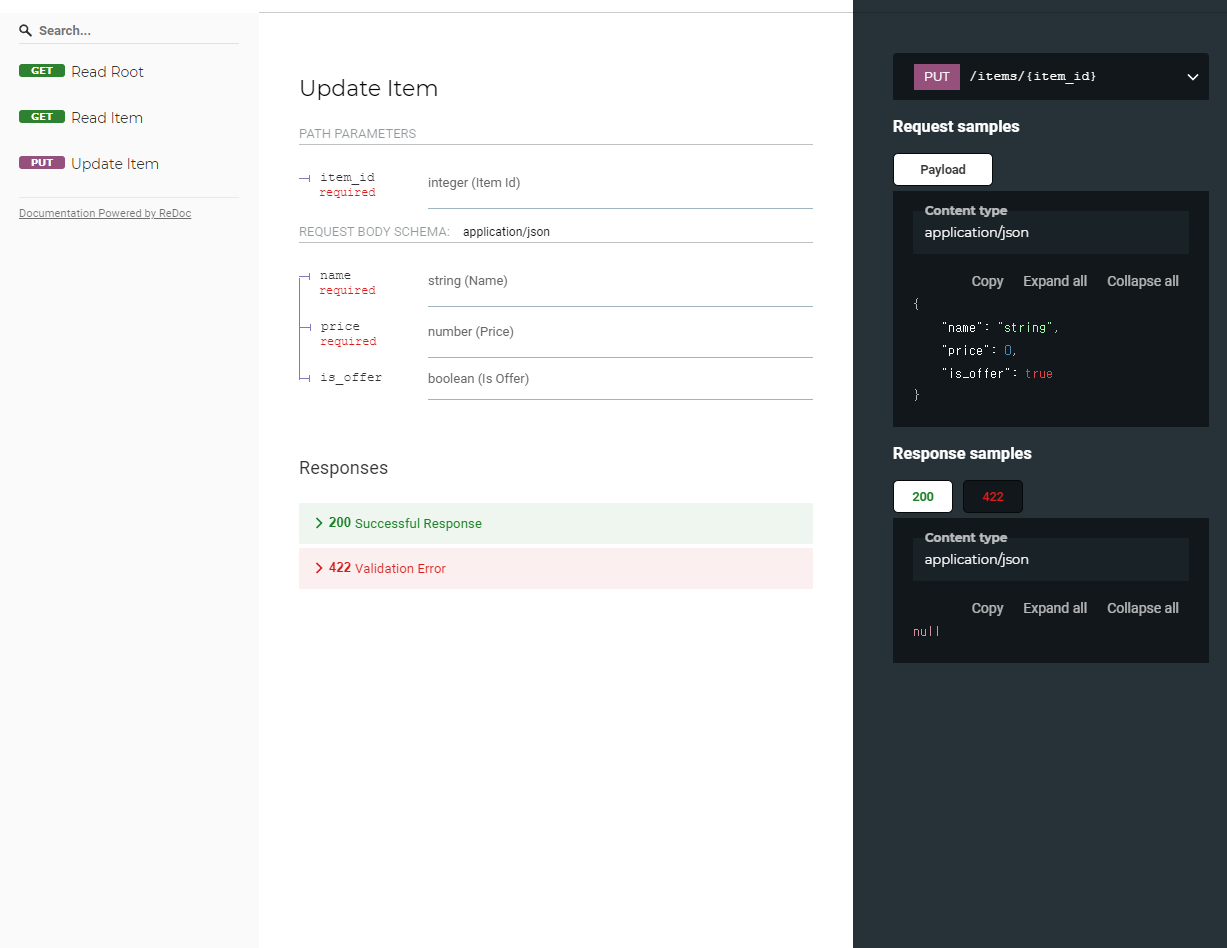 Search...
GET Read Root
GET Read Item
PUT Update Item
Documentation Powered by ReDoc
Update Item
PATH PARAMETERS
item_id
required
integer (Item Id)
REQUEST BODY SCHEMA: application/json
name
required
string (Name)
price
required
number (Price)
is_offer
boolean (Is Offer)
Responses
200 Successful Response
422 Validation Error
PUT /items/{item_id}
Request samples
Payload
Content type
application/json
Copy Expand all Collapse all
{
"name": "string",
"price": 0,
"is_offer": true
}
Response samples
200 422
Content type
application/json
Copy Expand all Collapse all
null